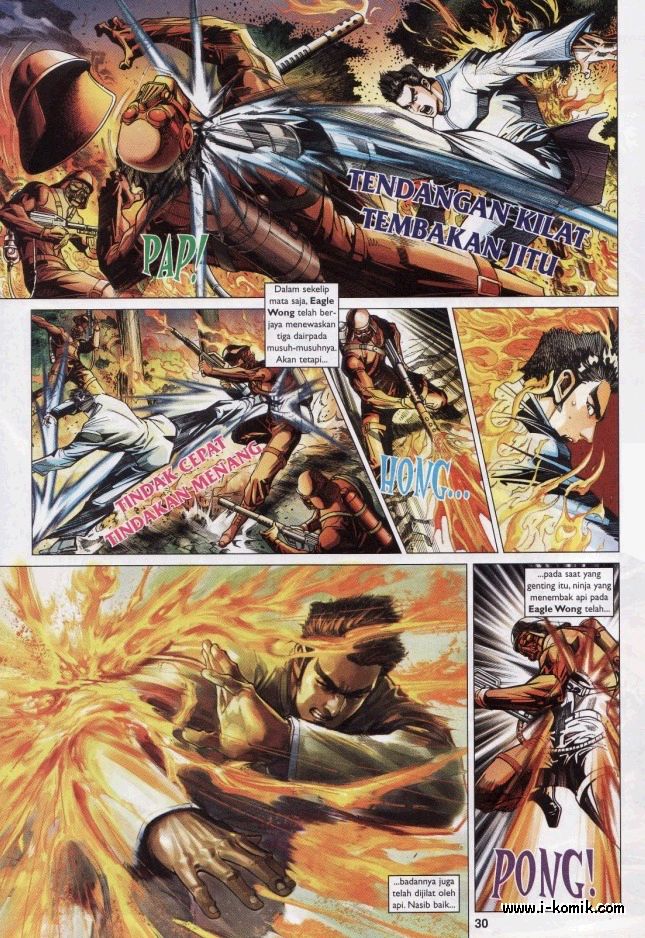 TENDANGAN KILAT
TEMBAKAN JITU
PAP!
Dalam sekelip
mata saja, Eagle
Wong telah ber-
jaya menewaskan
tiga dairpada
musuh-musuhnya.
Akan tetapi...
TINDAK CEPAT
TINDAKAN MENANG
HONG...
...badannya juga
telah dijilat oleh
api. Nasib baik...
...pada saat yang
genting itu, ninja yang
menembak api pada
Eagle Wong telah...
PONG!
30
www.i-komik.com